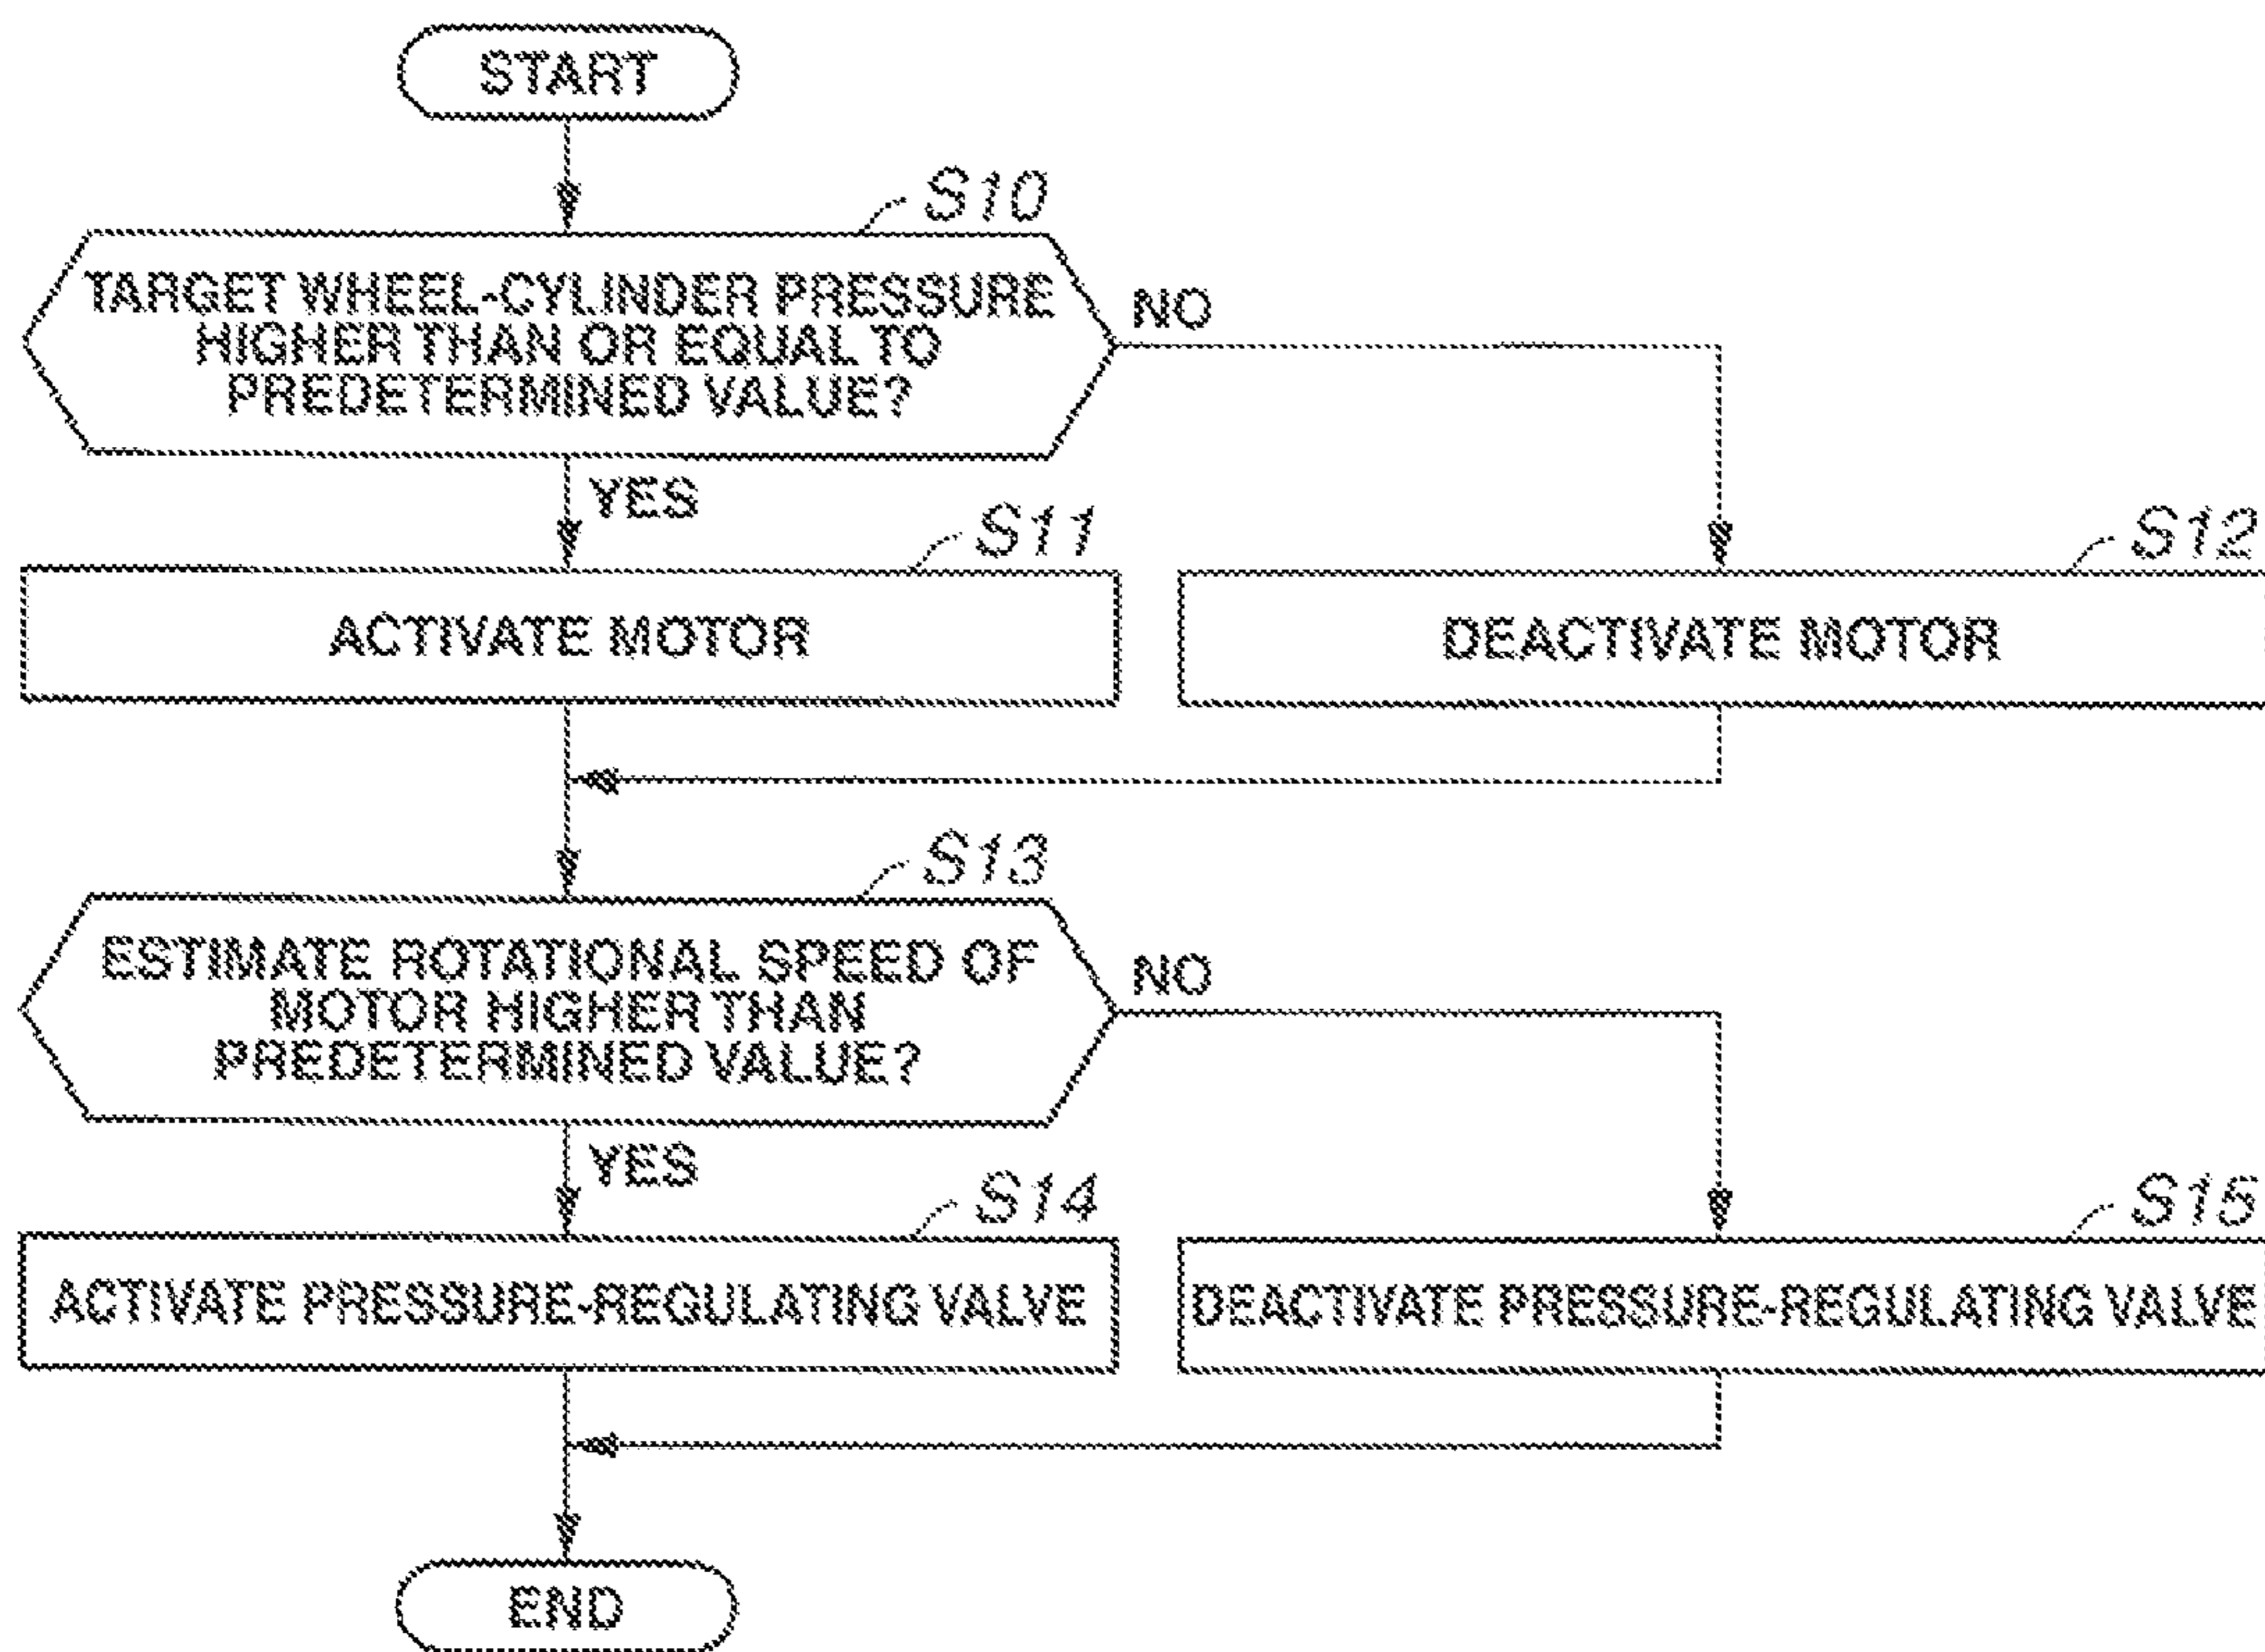 START
S10
TARGET WHEEL-CYLINDER PRESSURE
HIGHER THAN OR EQUAL TO
PREDETERMINED VALUE?
NO
YES
S11
S12
ACTIVATE MOTOR
DEACTIVATE MOTOR
S13
ESTIMATE ROTATIONAL SPEED OF
MOTOR HIGHER THAN
PREDETERMINED VALUE?
NO
YES
S14
S15
ACTIVATE PRESSURE-REGULATING VALVE
DEACTIVATE PRESSURE-REGULATING VALVE
END